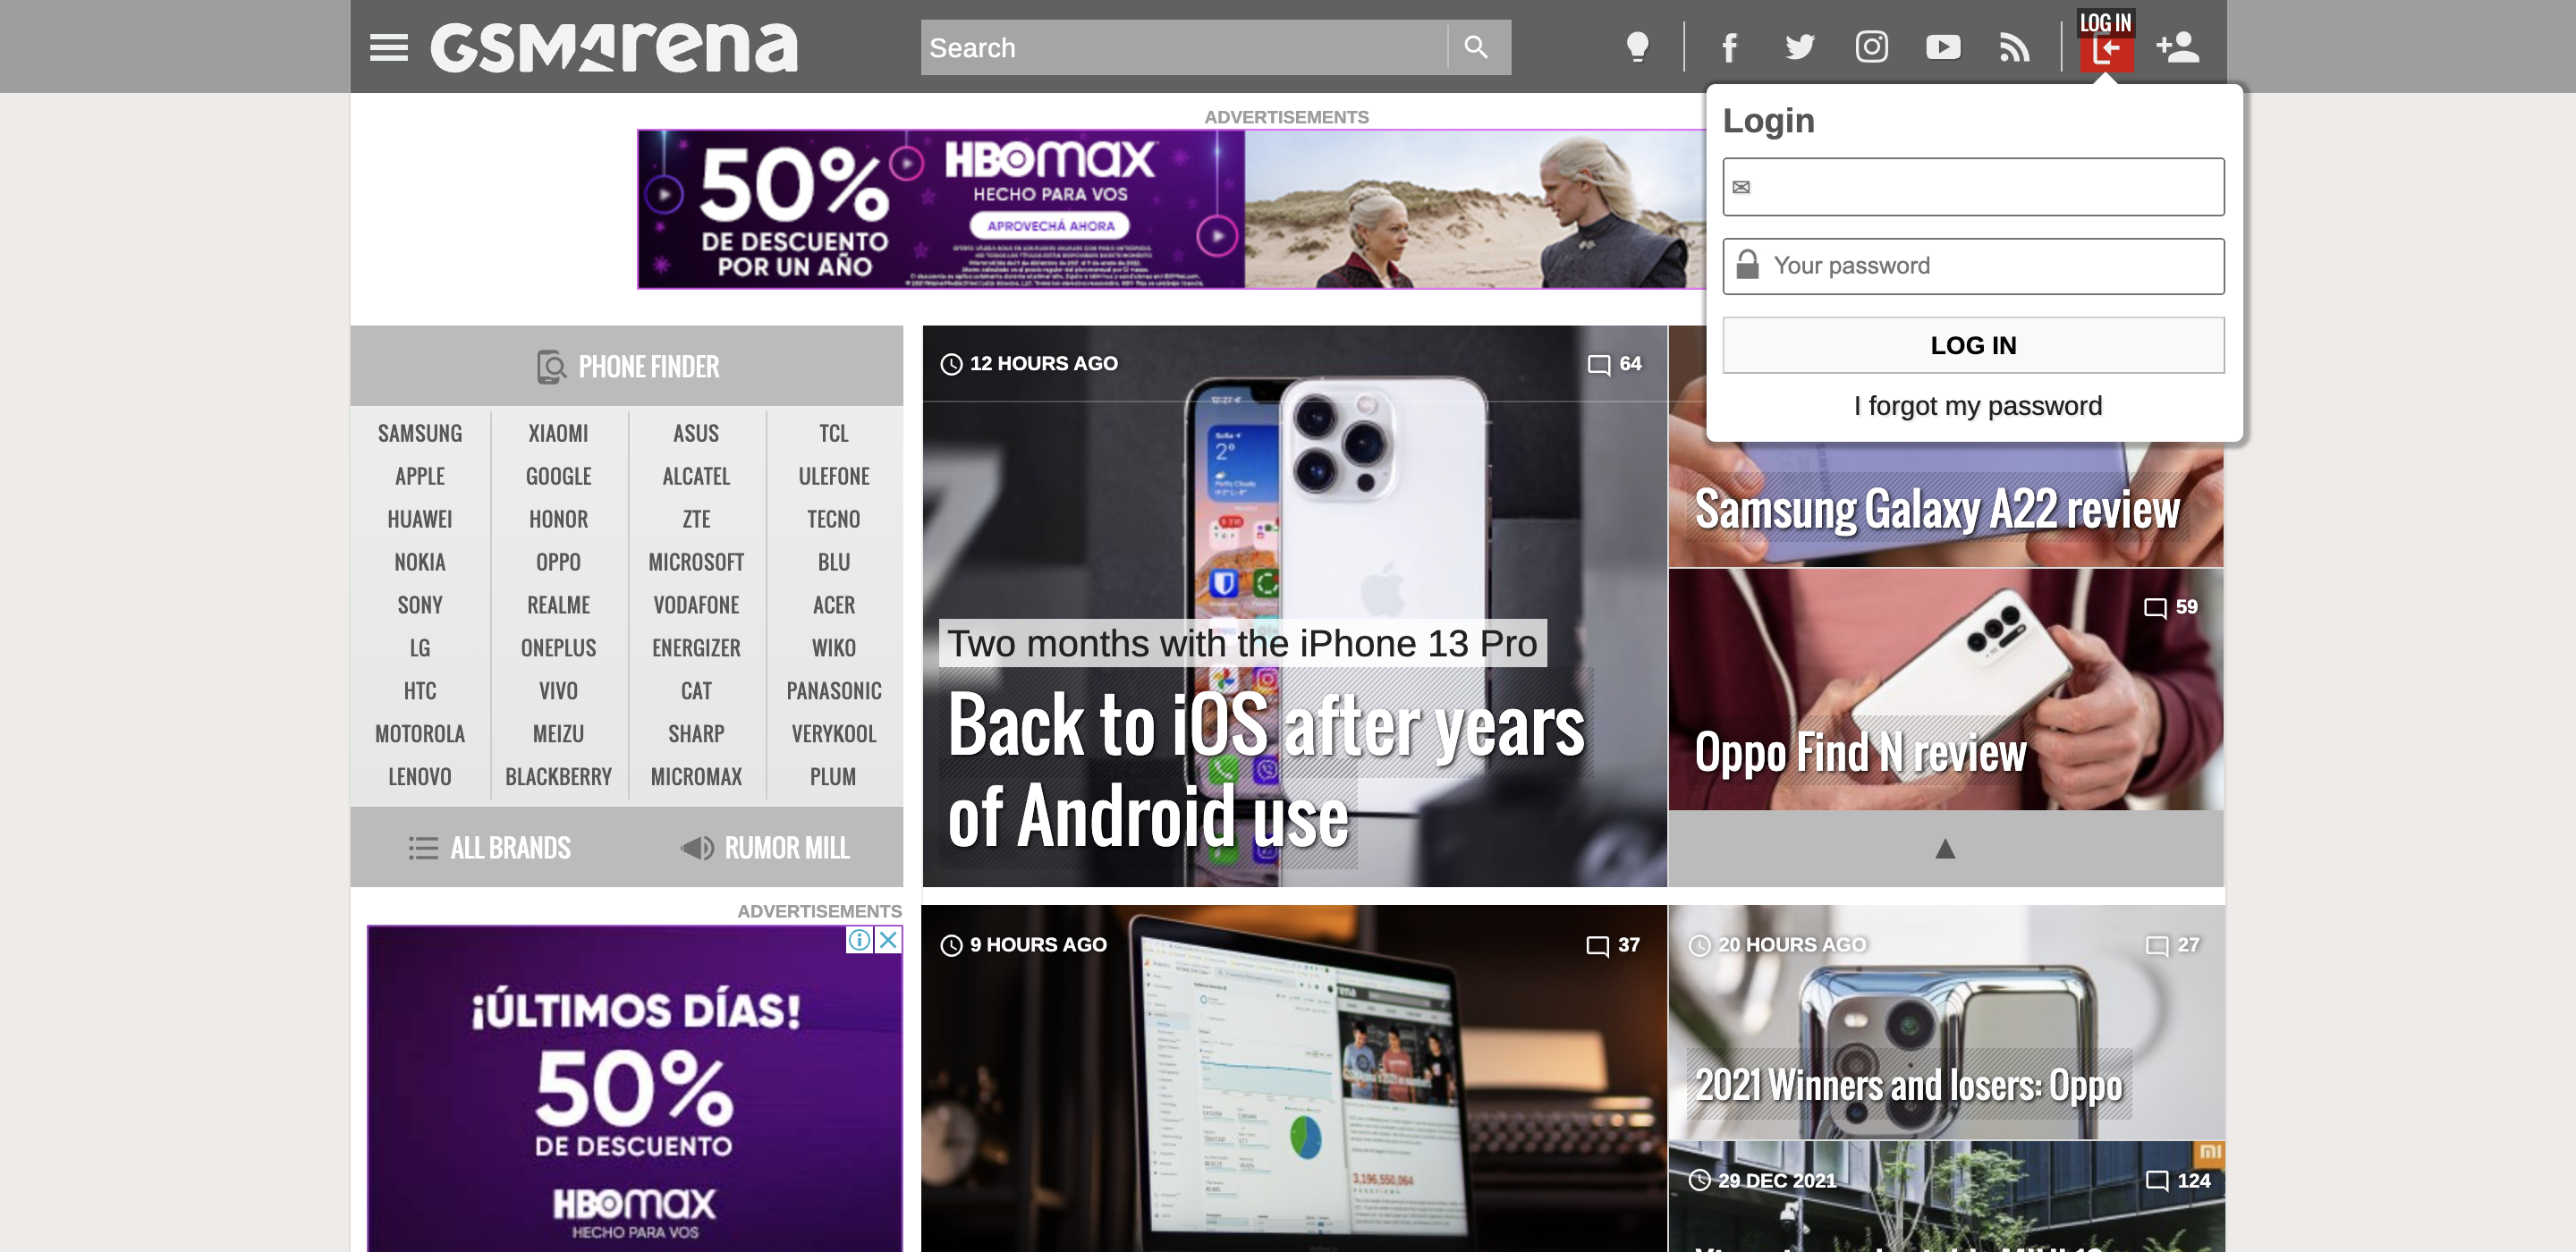 GSMArena
Search
LOG IN
Login
✉
Your password
LOG IN
I forgot my password
ADVERTISEMENTS
50%
DE DESCUENTO
POR UN AÑO
HBOmax
HECHO PARA VOS
APROVECHÁ AHORA
PHONE FINDER
SAMSUNG XIAOMI ASUS TCL
APPLE GOOGLE ALCATEL ULEFONE
HUAWEI HONOR ZTE TECNO
NOKIA OPPO MICROSOFT BLU
SONY REALME VODAFONE ACER
LG ONEPLUS ENERGIZER WIKO
HTC VIVO CAT PANASONIC
MOTOROLA MEIZU SHARP VERYKOOL
LENOVO BLACKBERRY MICROMAX PLUM
ALL BRANDS RUMOR MILL
12 HOURS AGO 64
Two months with the iPhone 13 Pro
Back to iOS after years
of Android use
Samsung Galaxy A22 review
59
Oppo Find N review
▲
ADVERTISEMENTS
¡ÚLTIMOS DÍAS!
50%
DE DESCUENTO
HBOmax
HECHO PARA VOS
9 HOURS AGO 37
3,196,550,064
20 HOURS AGO 27
2021 Winners and losers: Oppo
29 DEC 2021 124